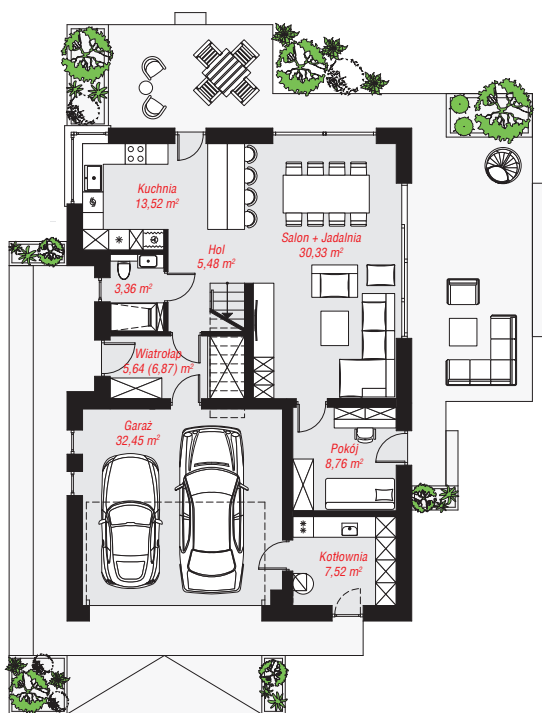 Kuchnia
13,52 m²
Hol
5,48 m²
Salon + Jadalnia
30,33 m²
3,36 m²
Wiatrołap
5,64 (6,87) m²
Garaż
32,45 m²
Pokój
8,76 m²
Kotłownia
7,52 m²